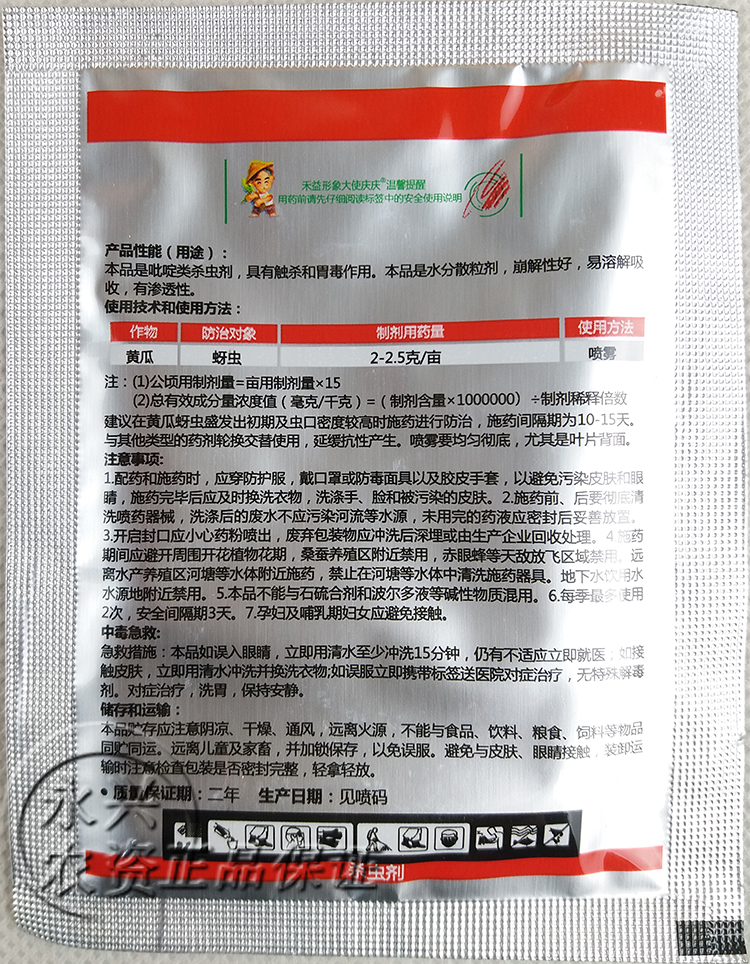 禾益形象大使庆庆®温馨提醒
用药前请先仔细阅读标签中的安全使用说明
产品性能（用途）：
本品是吡啶类杀虫剂，具有触杀和胃毒作用。本品是水分散粒剂，崩解性好，易溶解吸
收，有渗透性。
使用技术和使用方法：
作物 防治对象 制剂用药量 使用方法
黄瓜 蚜虫 2-2.5克/亩 喷雾
注：(1)公顷用制剂量=亩用制剂量×15
(2)总有效成分量浓度值（毫克/千克）=（制剂含量×1000000）÷制剂稀释倍数
建议在黄瓜蚜虫盛发出初期及虫口密度较高时施药进行防治，施药间隔期为10-15天。
与其他类型的药剂轮换交替使用，延缓抗性产生。喷雾要均匀彻底，尤其是叶片背面。
注意事项:
1.配药和施药时，应穿防护服，戴口罩或防毒面具以及胶皮手套，以避免污染皮肤和眼
睛，施药完毕后应及时换洗衣物，洗涤手、脸和被污染的皮肤。2.施药前、后要彻底清
洗喷药器械，洗涤后的废水不应污染河流等水源，未用完的药液应密封后妥善放置。
3.开启封口应小心药粉喷出，废弃包装物应冲洗后深埋或由生产企业回收处理。4.施药
期间应避开周围开花植物花期，桑蚕养殖区附近禁用，赤眼蜂等天敌放飞区域禁用。远
离水产养殖区河塘等水体附近施药，禁止在河塘等水体中清洗施药器具。地下水饮用水
水源地附近禁用。5.本品不能与石硫合剂和波尔多液等碱性物质混用。6.每季最多使用
2次，安全间隔期3天。7.孕妇及哺乳期妇女应避免接触。
中毒急救:
急救措施：本品如误入眼睛，立即用清水至少冲洗15分钟，仍有不适应立即就医；如接
触皮肤，立即用清水冲洗并换洗衣物;如误服立即携带标签送医院对症治疗，无特殊解毒
剂。对症治疗，洗胃，保持安静。
储存和运输：
本品贮存应注意阴凉、干燥、通风，远离火源，不能与食品、饮料、粮食、饲料等物品
同贮同运。远离儿童及家畜，并加锁保存，以免误服。避免与皮肤、眼睛接触，装卸运
输时注意检查包装是否密封完整，轻拿轻放。
•质量保证期：二年 生产日期：见喷码
杀虫剂
永兴
农资正品保证